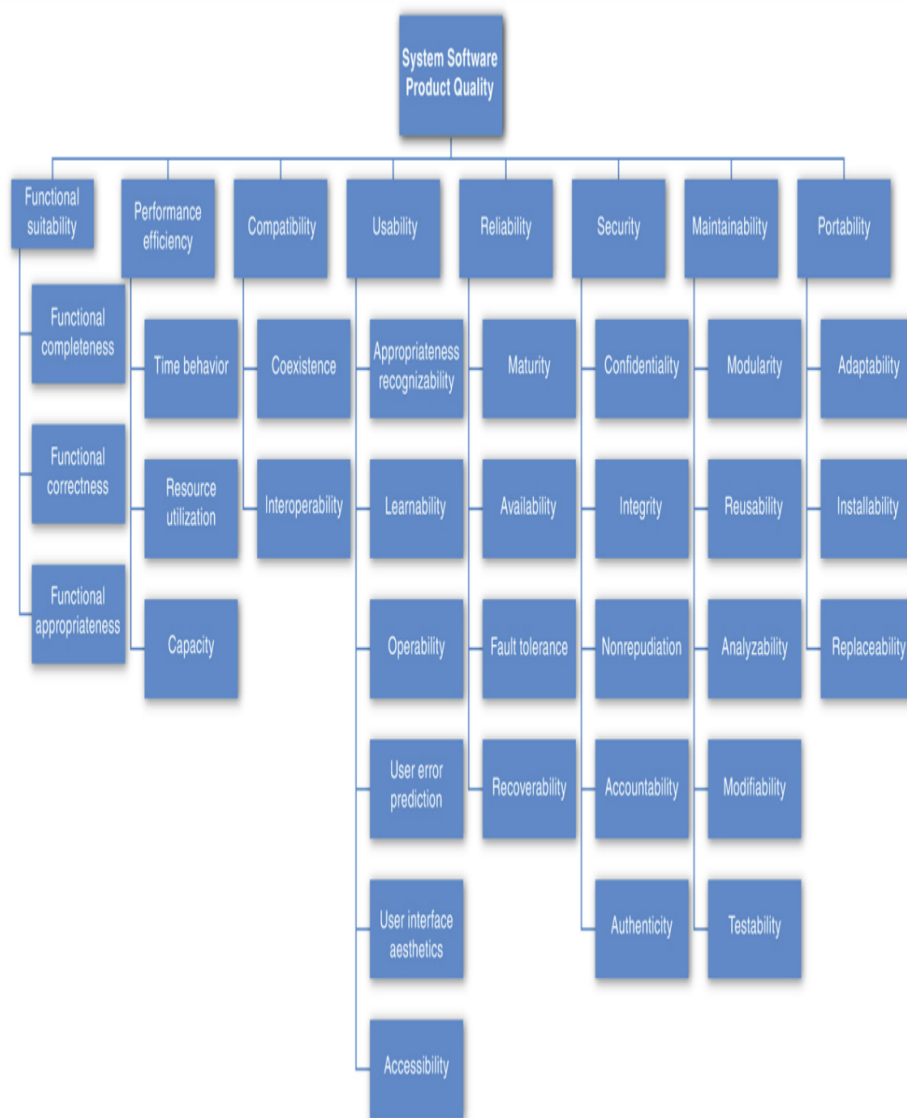 System Software
Product Quality
Functional
suitability
Functional
completeness
Functional
correctness
Functional
appropriateness
Performance
efficiency
Time behavior
Resource
utilization
Capacity
Compatibility
Coexistence
Interoperability
Usability
Appropriateness
recognizability
Learnability
Operability
User error
prediction
User interface
aesthetics
Accessibility
Reliability
Maturity
Availability
Fault tolerance
Recoverability
Security
Confidentiality
Integrity
Nonrepudiation
Accountability
Authenticity
Maintainability
Modularity
Reusability
Analyzability
Modifiability
Testability
Portability
Adaptability
Installability
Replaceability